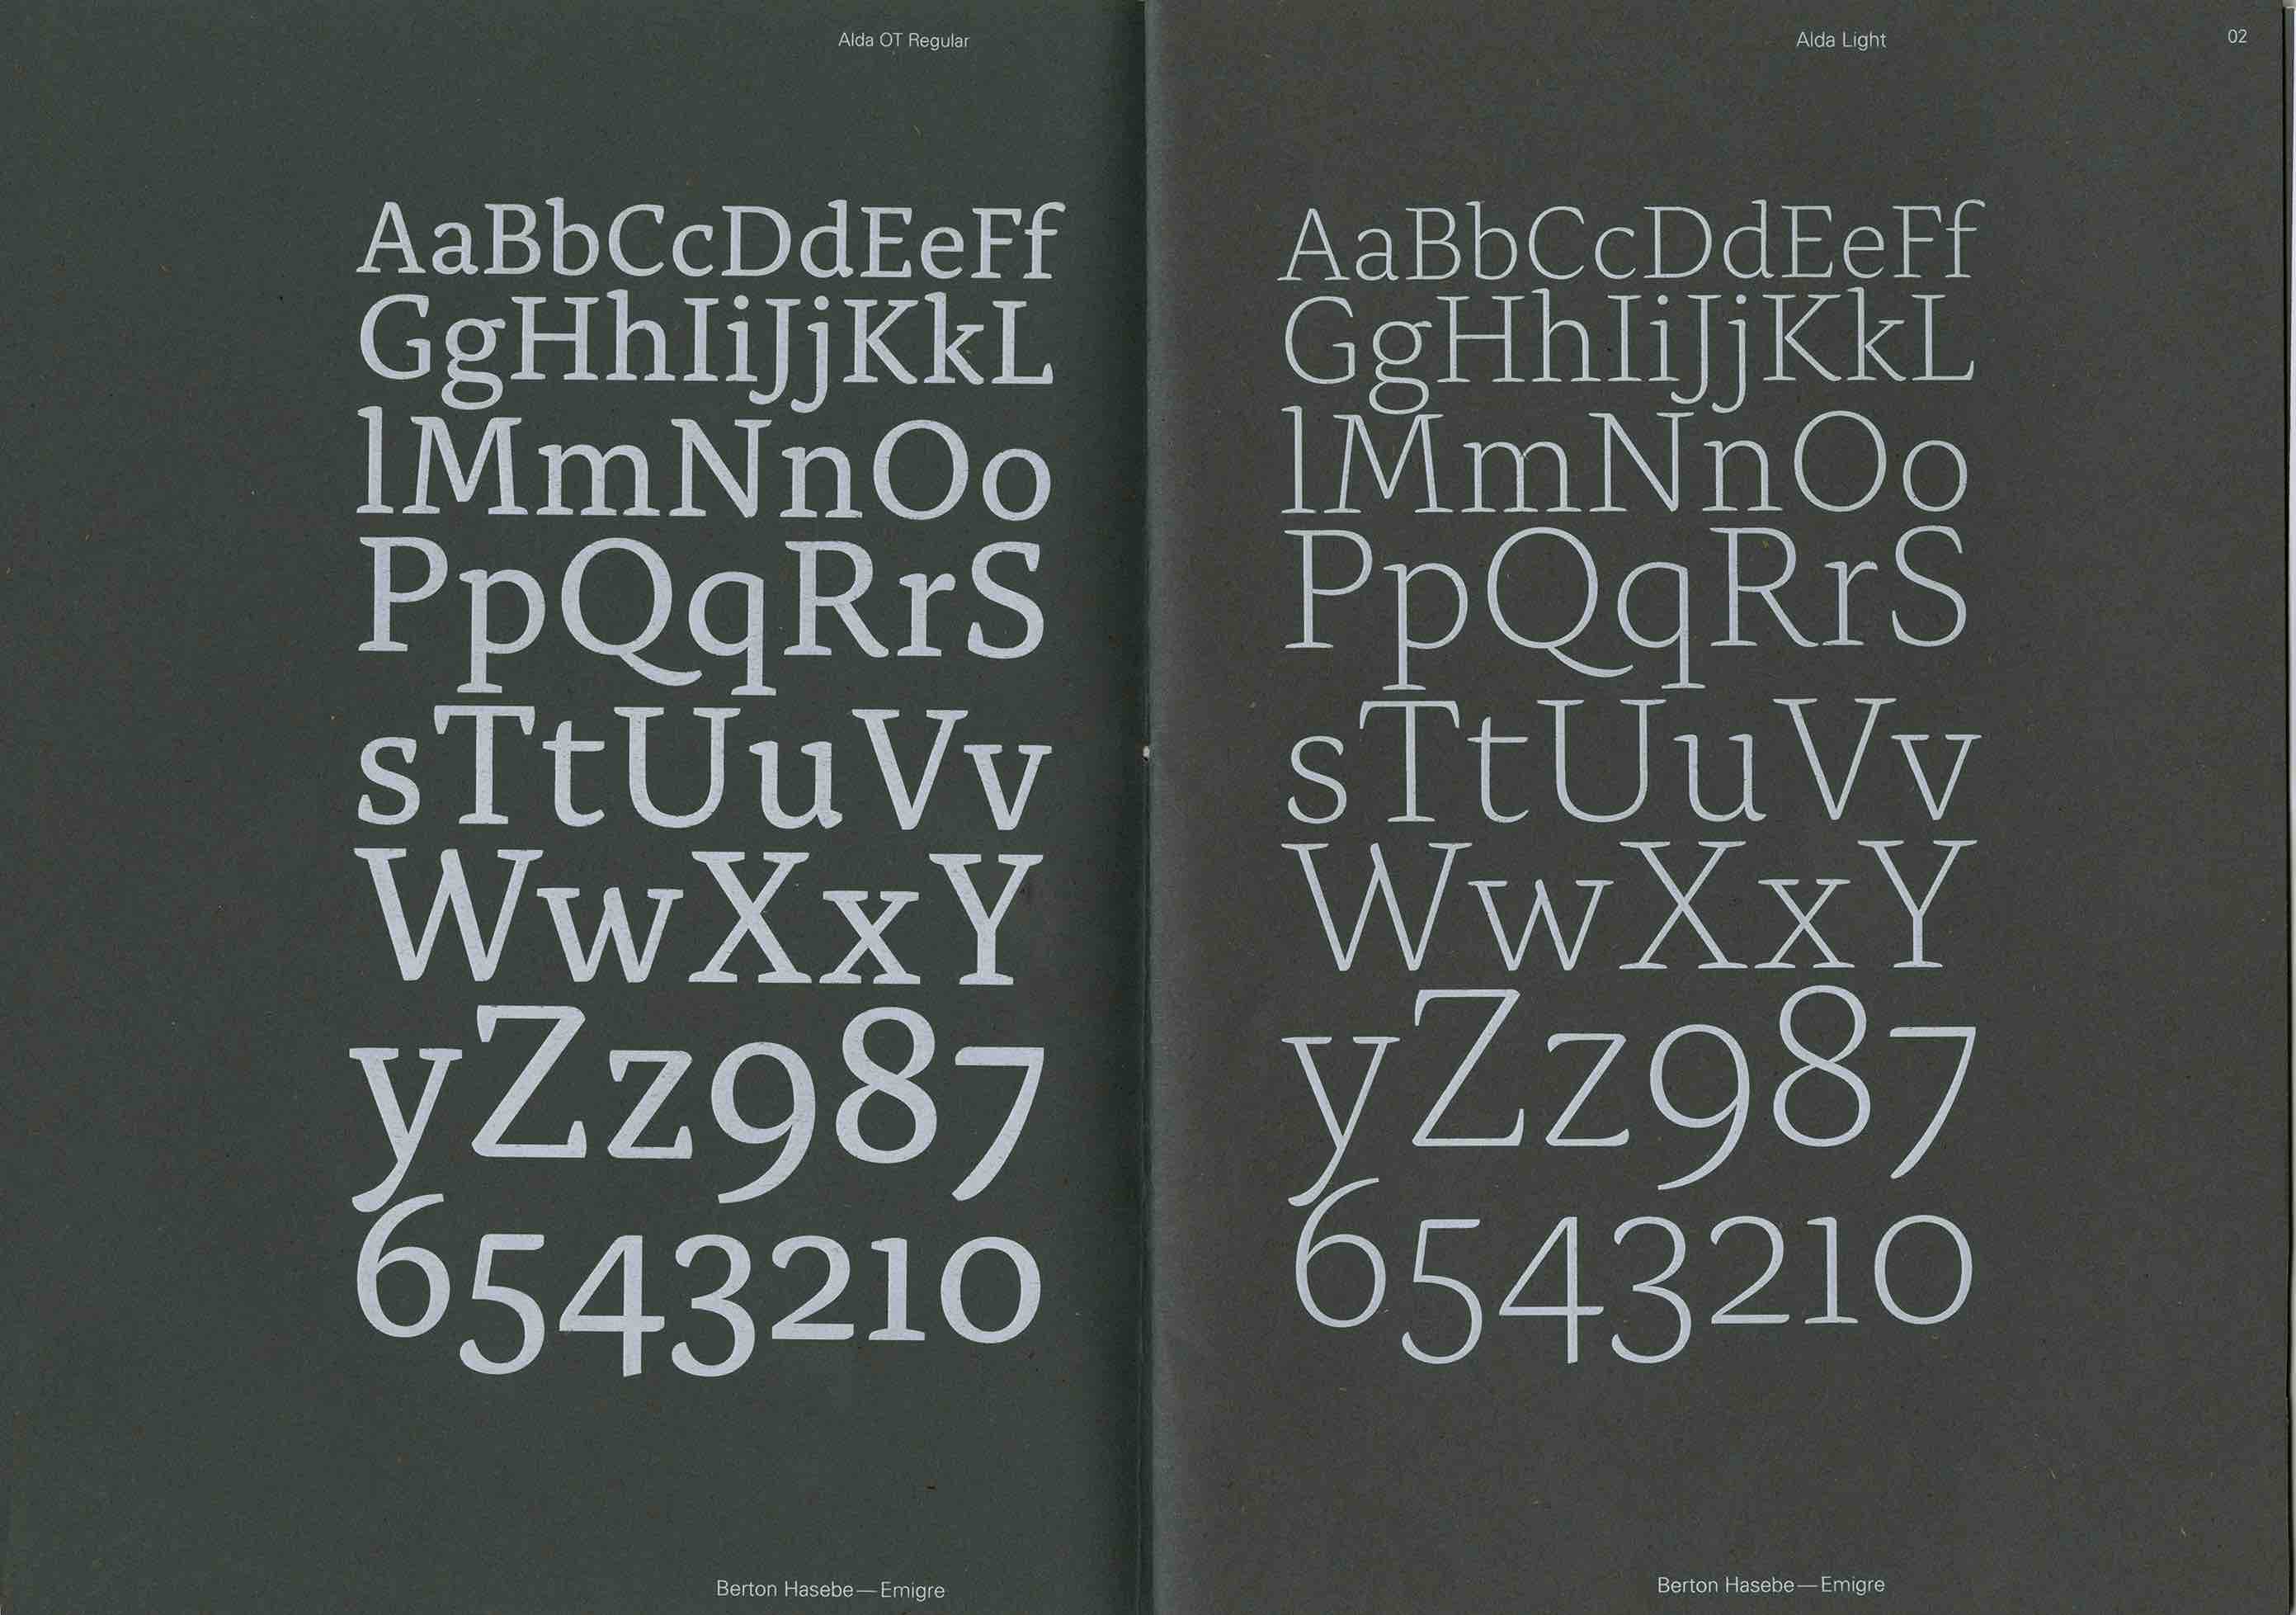 Alda OT Regular
AaBbCcDdEeFf
GgHhIiJjKkL
lMmNnOo
PpQqRrS
sTtUuVv
WwXxY
yZz987
6543210
Berton Hasebe—Emigre
Alda Light
02
AaBbCcDdEeFf
GgHhIiJjKkL
lMmNnOo
PpQqRrS
sTtUuVv
WwXxY
yZz987
6543210
Berton Hasebe—Emigre